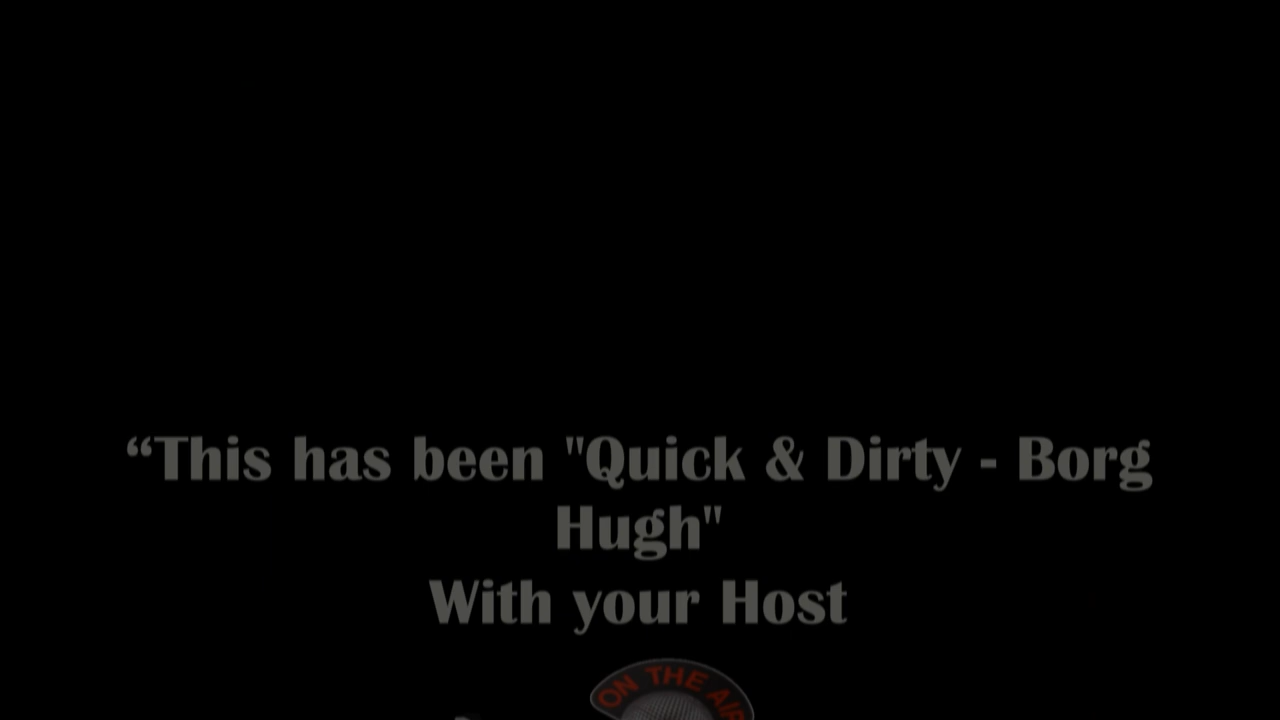 “This has been "Quick & Dirty - Borg
Hugh"
With your Host
ON THE AIR